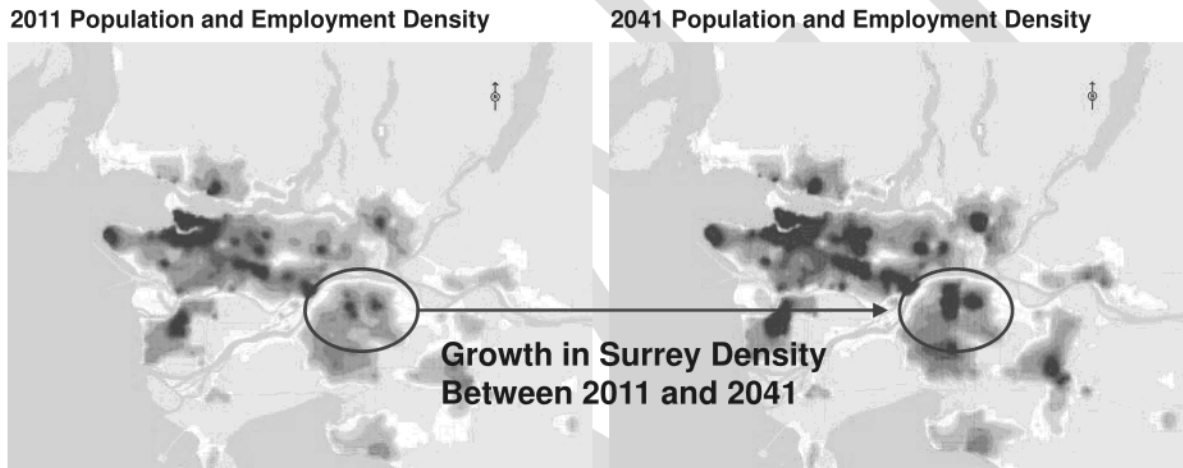 2011 Population and Employment Density
2041 Population and Employment Density
Growth in Surrey Density
Between 2011 and 2041